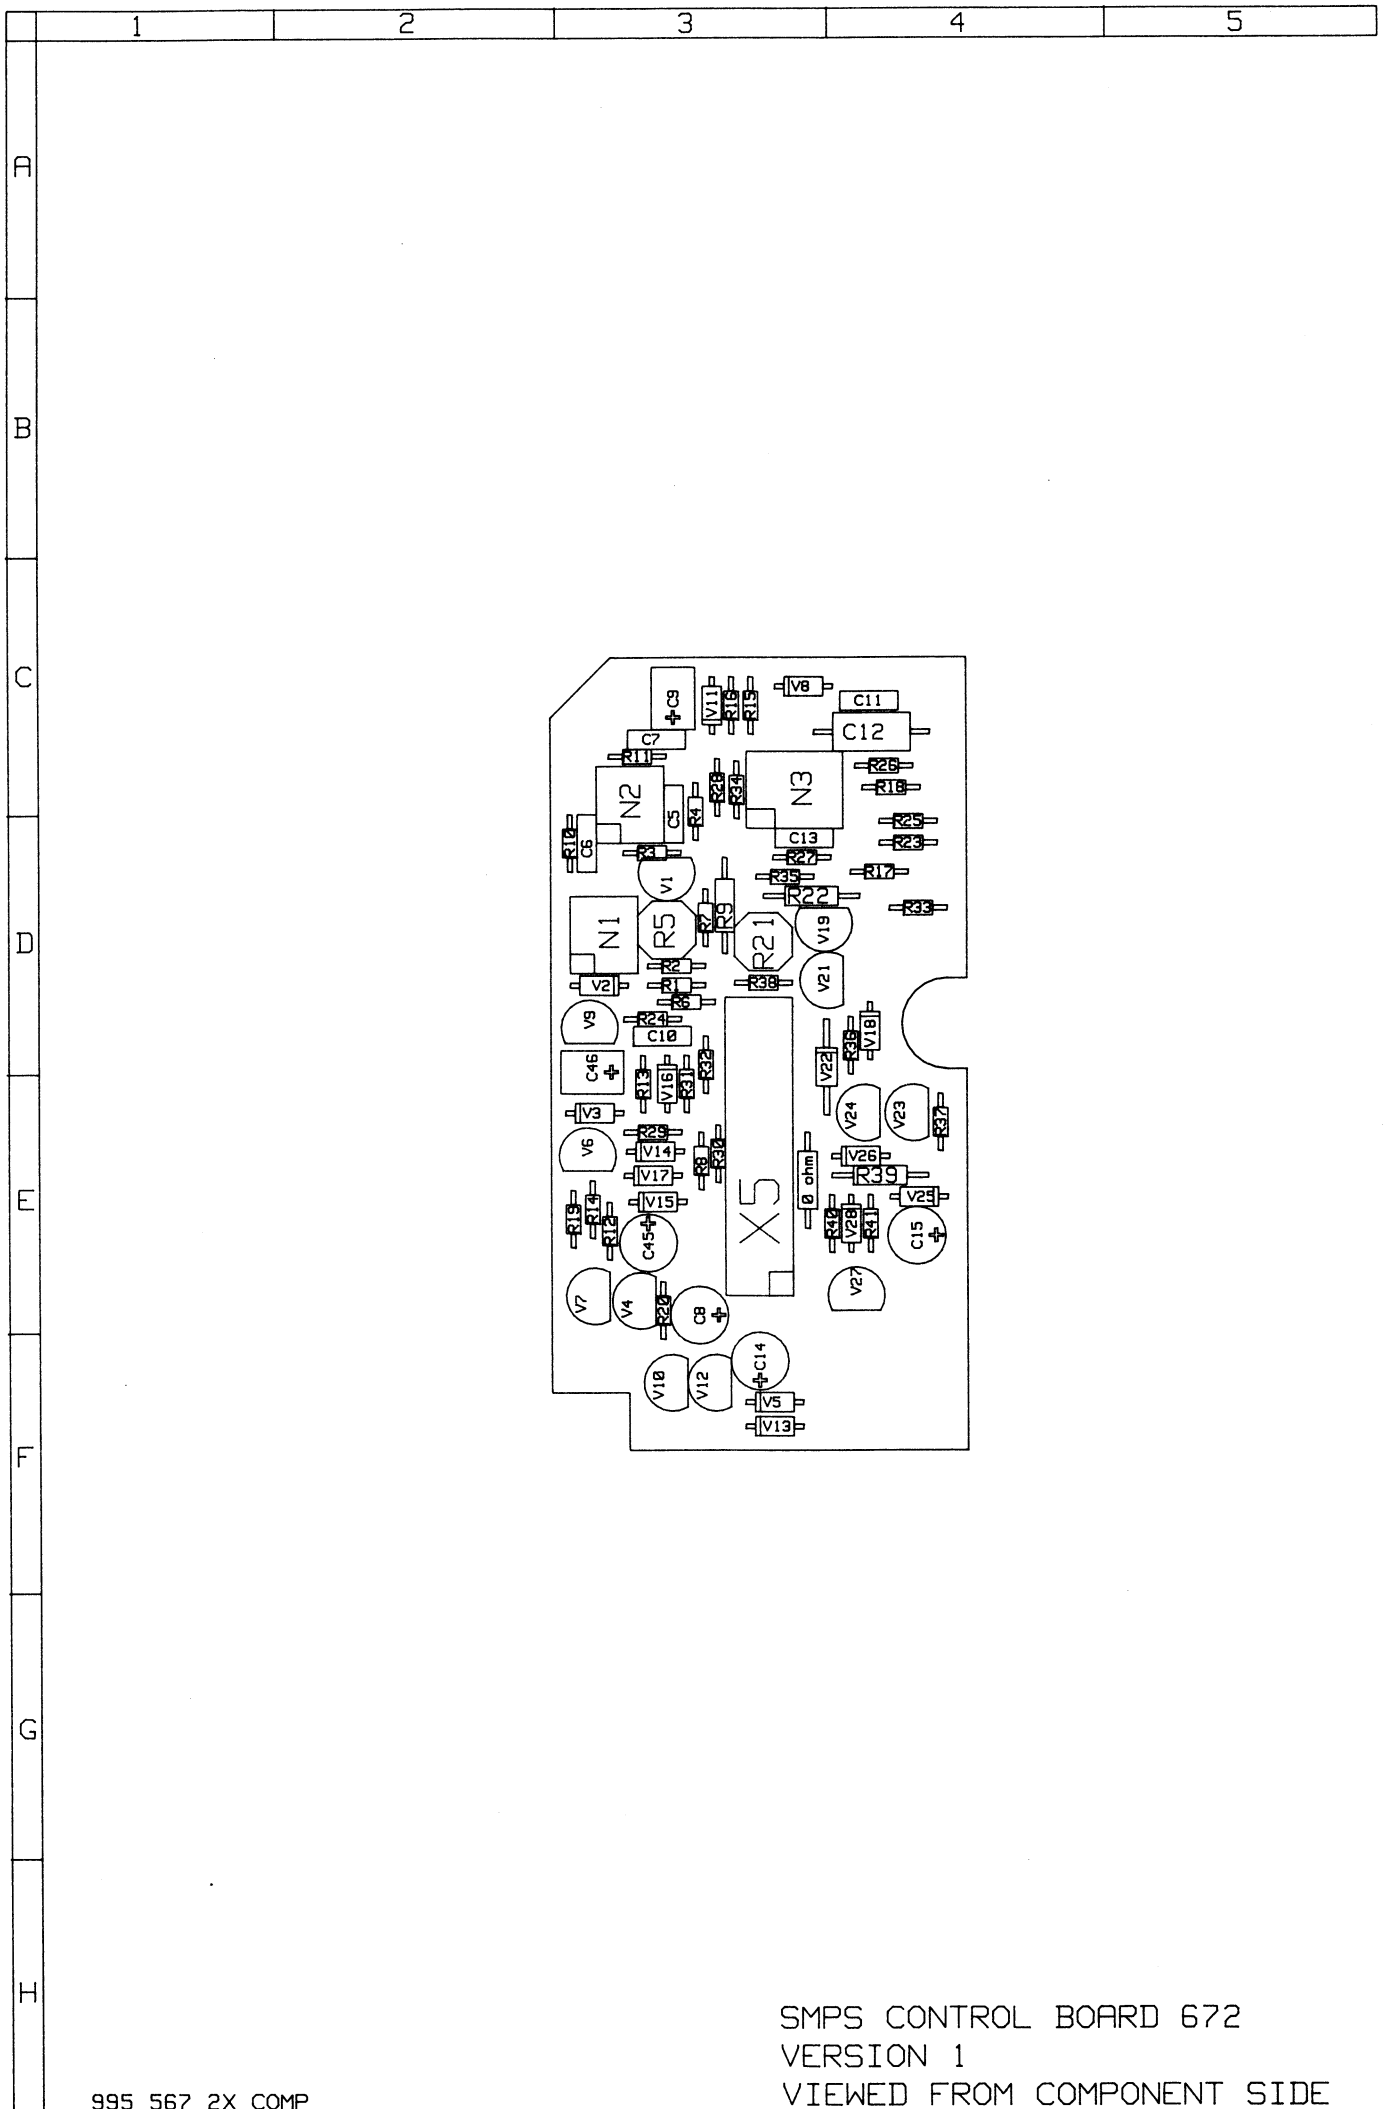 1 2 3 4 5
A
B
C
D
E
F
G
H
C9
V11
R16
R15
V8
C11
C12
C7
R11
R26
R18
N2
C5
R4
R28
R34
N3
R25
R10
C6
C13
R23
R3
R27
R17
V1
R35
R22
R7
R9
R33
N1
R5
R21
V19
R2
R38
V21
V2
R1
R6
V9
R24
C10
R36
V18
C46
R13
V16
R31
R32
V22
V3
V24
V23
R37
V6
R29
V14
R8
R30
V26
V17
0 ohm
R39
V15
X5
V25
R19
R14
R12
C45
R40
V28
R41
C15
V7
V4
R20
C8
V27
V10
V12
C14
V5
V13
SMPS CONTROL BOARD 672
VERSION 1
VIEWED FROM COMPONENT SIDE
995 567 2X COMP